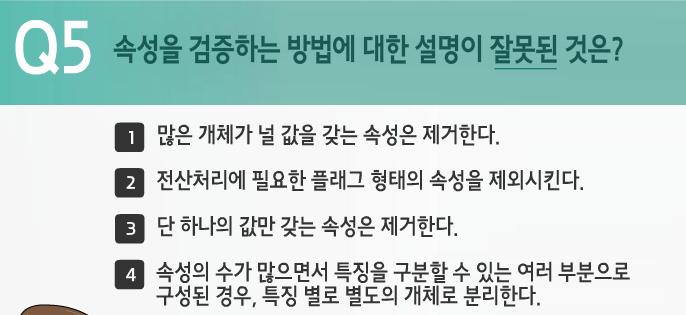 Q5 속성을 검증하는 방법에 대한 설명이 잘못된 것은?
1 많은 개체가 널 값을 갖는 속성은 제거한다.
2 전산처리에 필요한 플래그 형태의 속성을 제외시킨다.
3 단 하나의 값만 갖는 속성은 제거한다.
4 속성의 수가 많으면서 특징을 구분할 수 있는 여러 부분으로
구성된 경우, 특징 별로 별도의 개체로 분리한다.